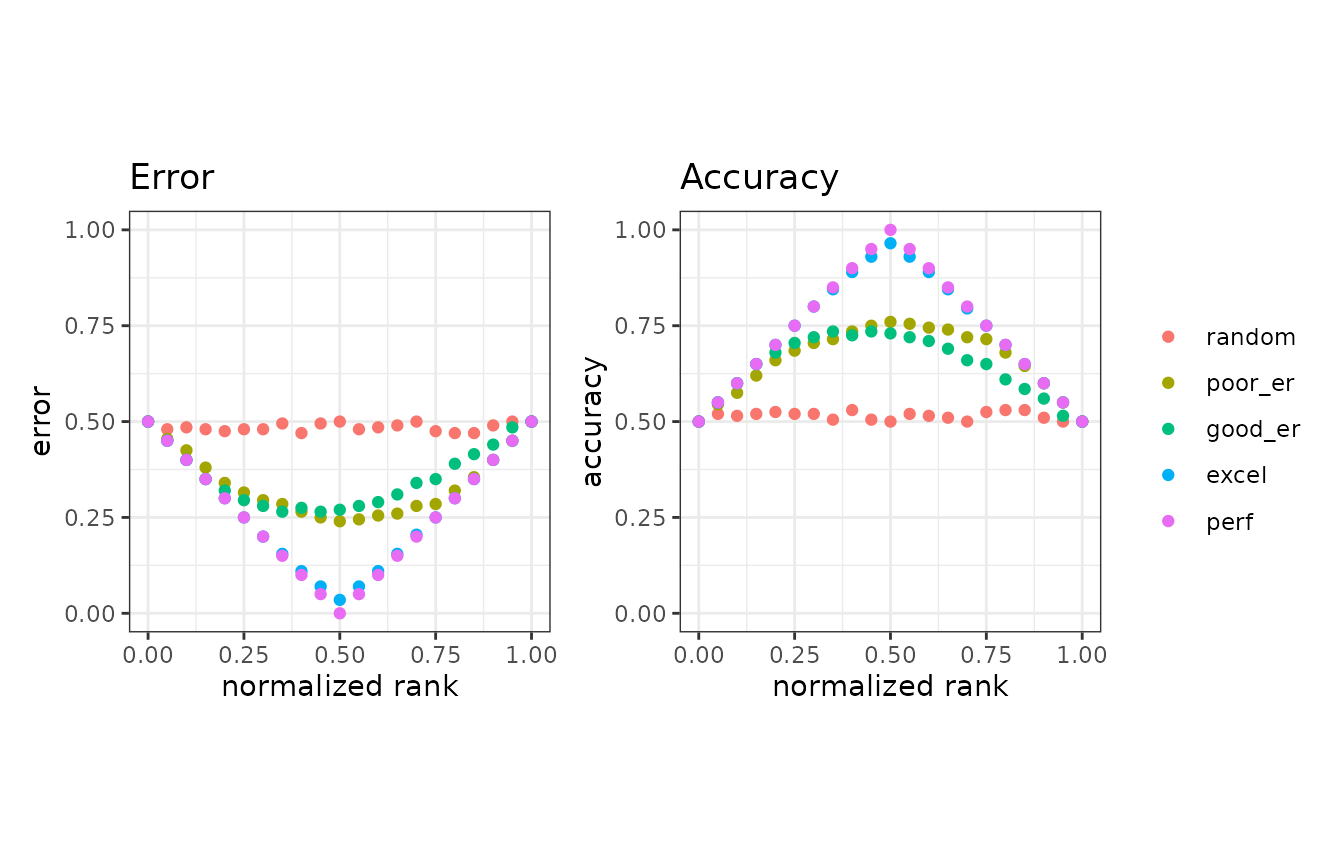 Error
Accuracy
error
1.00
0.75
0.50
0.25
0.00
0.00 0.25 0.50 0.75 1.00
normalized rank
accuracy
1.00
0.75
0.50
0.25
0.00
0.00 0.25 0.50 0.75 1.00
normalized rank
random
poor_er
good_er
excel
perf